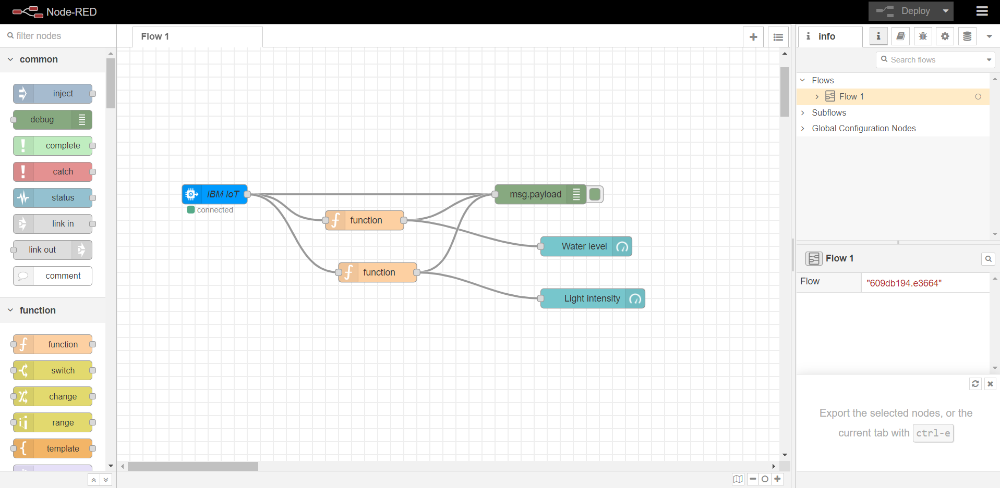 Node-RED
Deploy
filter nodes
Flow 1
info
common
inject
debug
complete
catch
status
link in
link out
comment
function
function
switch
change
range
template
IBM IoT
connected
function
function
msg.payload
Water level
Light intensity
Search flows
Flows
Flow 1
Subflows
Global Configuration Nodes
Flow 1
Flow
"609db194.e3664"
Export the selected nodes, or the
current tab with ctrl-e